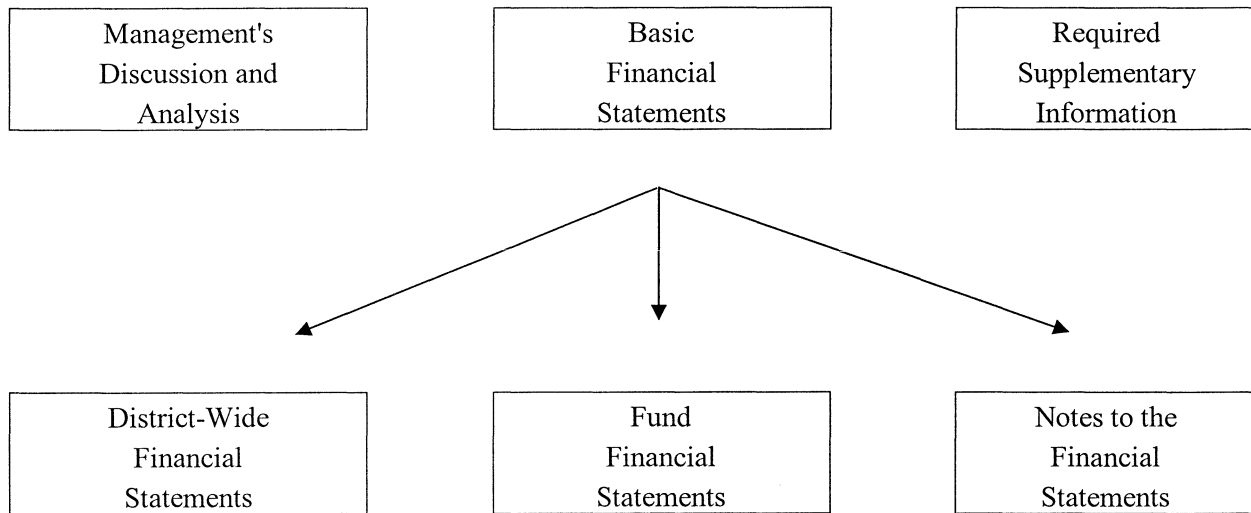 Management's
Discussion and
Analysis
Basic
Financial
Statements
Required
Supplementary
Information
District-Wide
Financial
Statements
Fund
Financial
Statements
Notes to the
Financial
Statements